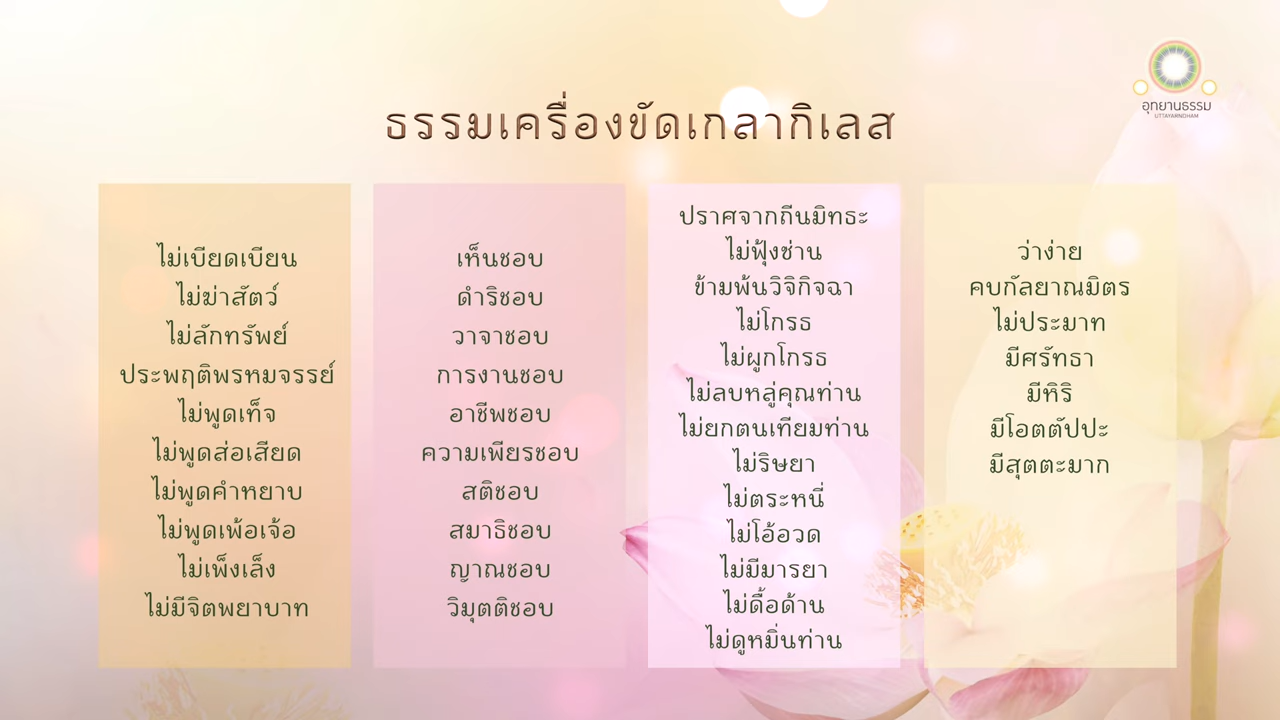 อุทยานธรรม
UTTAYARNDHAM
ธรรมเครื่องขัดเกลากิเลส
ไม่เบียดเบียน
ไม่ฆ่าสัตว์
ไม่ลักทรัพย์
ประพฤติพรหมจรรย์
ไม่พูดเท็จ
ไม่พูดส่อเสียด
ไม่พูดคำหยาบ
ไม่พูดเพ้อเจ้อ
ไม่เพ็งเล็ง
ไม่มีจิตพยาบาท
เห็นชอบ
ดำริชอบ
วาจาชอบ
การงานชอบ
อาชีพชอบ
ความเพียรชอบ
สติชอบ
สมาธิชอบ
ญาณชอบ
วิมุตติชอบ
ปราศจากถีนมิทธะ
ไม่ฟุ้งซ่าน
ข้ามพ้นวิจิกิจฉา
ไม่โกรธ
ไม่ผูกโกรธ
ไม่ลบหลู่คุณท่าน
ไม่ยกตนเทียมท่าน
ไม่ริษยา
ไม่ตระหนี่
ไม่โอ้อวด
ไม่มีมารยา
ไม่ดื้อด้าน
ไม่ดูหมิ่นท่าน
ว่าง่าย
คบกัลยาณมิตร
ไม่ประมาท
มีศรัทธา
มีหิริ
มีโอตตัปปะ
มีสุตตะมาก